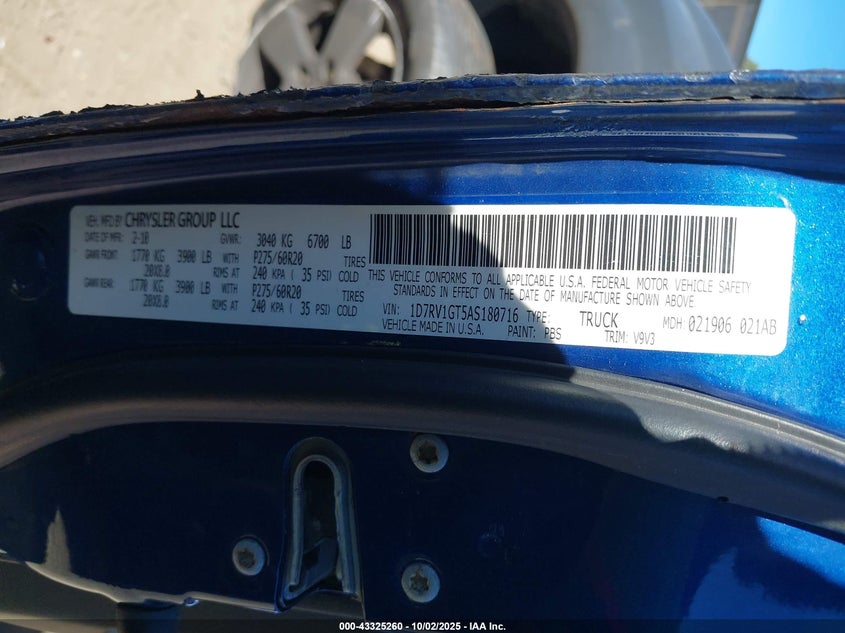 VEH. MFD BY CHRYSLER GROUP LLC
DATE OF MFR: 2-10 GVWR: 3040 KG 6700 LB
GAWR FRONT: 1770 KG 3900 LB WITH P275/60R20 TIRES
20X8.0 RIMS AT 240 KPA ( 35 PSI) COLD
GAWR REAR: 1770 KG 3900 LB WITH P275/60R20 TIRES
20X8.0 RIMS AT 240 KPA ( 35 PSI) COLD
THIS VEHICLE CONFORMS TO ALL APPLICABLE U.S.A. FEDERAL MOTOR VEHICLE SAFETY
STANDARDS IN EFFECT ON THE DATE OF MANUFACTURE SHOWN ABOVE
VIN: 1D7RV1GT5AS180716 TYPE: TRUCK MDH: 021906 021AB
VEHICLE MADE IN U.S.A. PAINT: PBS TRIM: V9V3
000-43325260 - 10/02/2025 - IAA Inc.